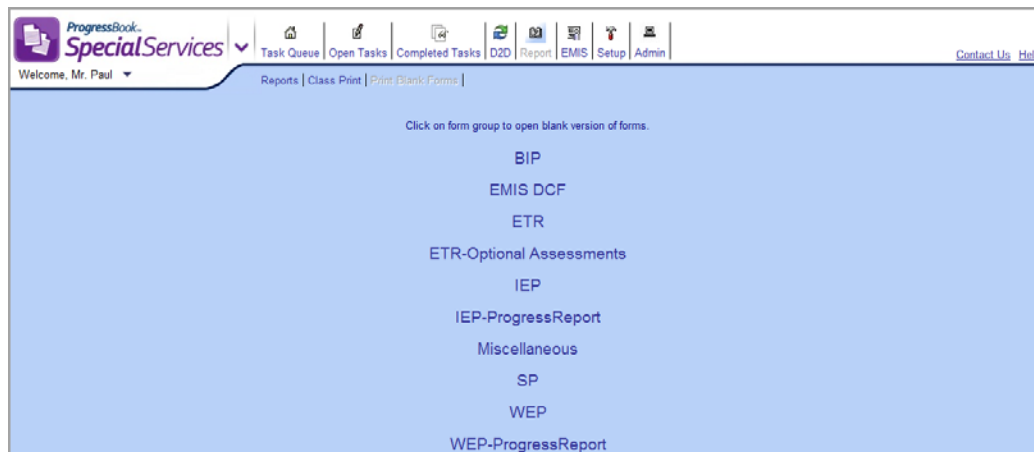 ProgressBook™
SpecialServices
Welcome, Mr. Paul
Task Queue | Open Tasks | Completed Tasks | D2D | Report | EMIS | Setup | Admin |
Contact Us Hel
Reports | Class Print | Print Blank Forms |
Click on form group to open blank version of forms.
BIP
EMIS DCF
ETR
ETR-Optional Assessments
IEP
IEP-ProgressReport
Miscellaneous
SP
WEP
WEP-ProgressReport